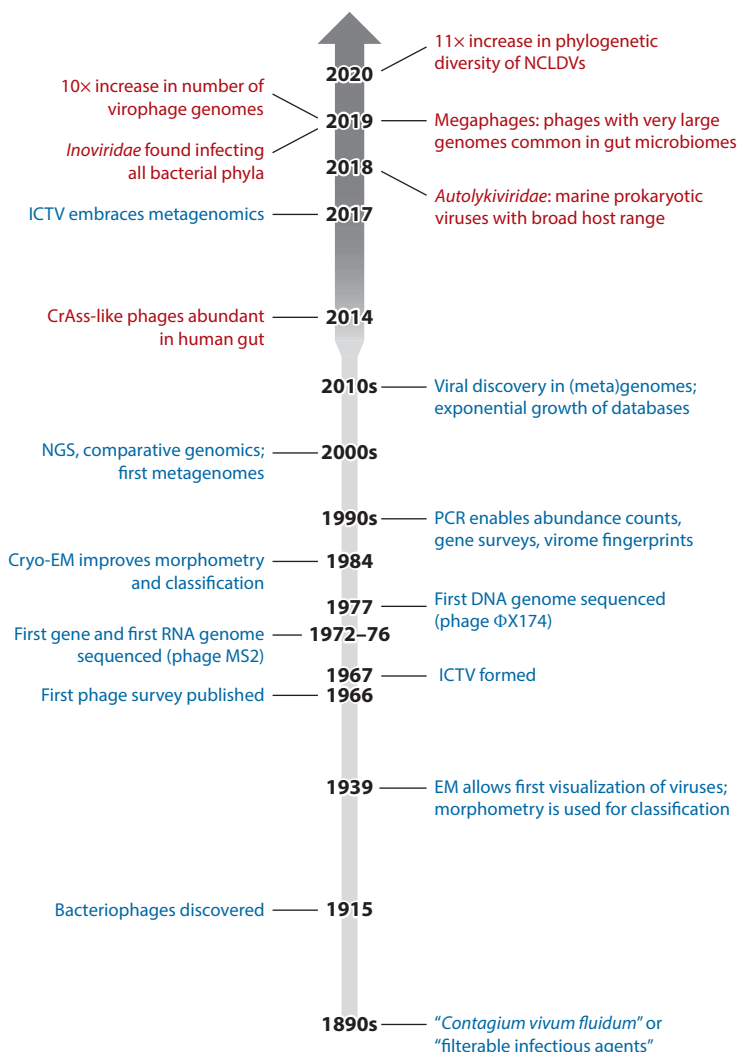 11× increase in phylogenetic
diversity of NCLDVs
2020
10× increase in number of
virophage genomes
2019
Megaphages: phages with very large
genomes common in gut microbiomes
Inoviridae found infecting
all bacterial phyla
2018
Autolykiviridae: marine prokaryotic
viruses with broad host range
ICTV embraces metagenomics
2017
CrAss-like phages abundant
in human gut
2014
2010s
Viral discovery in (meta)genomes;
exponential growth of databases
NGS, comparative genomics;
first metagenomes
2000s
1990s
PCR enables abundance counts,
gene surveys, virome fingerprints
Cryo-EM improves morphometry
and classification
1984
1977
First DNA genome sequenced
(phage ΦX174)
First gene and first RNA genome
sequenced (phage MS2)
1972–76
1967
ICTV formed
First phage survey published
1966
1939
EM allows first visualization of viruses;
morphometry is used for classification
Bacteriophages discovered
1915
1890s
“Contagium vivum fluidum” or
“filterable infectious agents”